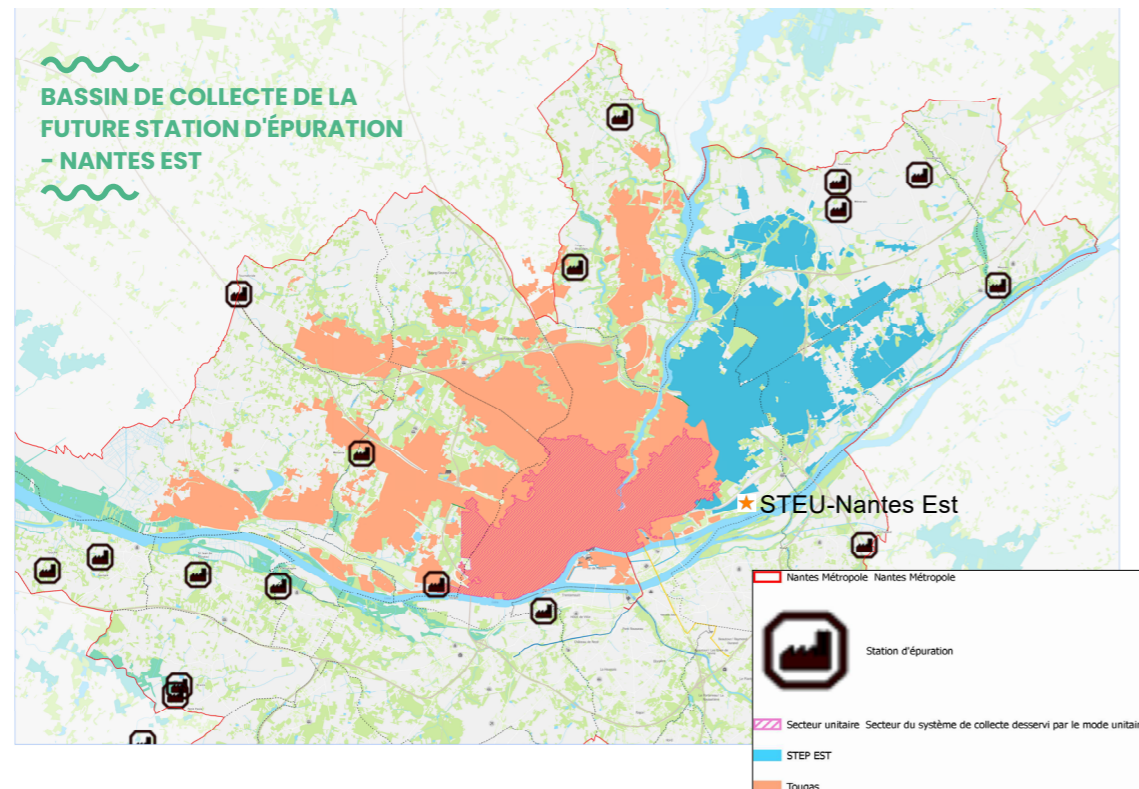 BASSIN DE COLLECTE DE LA
FUTURE STATION D'ÉPURATION
- NANTES EST
STEU-Nantes Est
Nantes Métropole Nantes Métropole
Station d'épuration
Secteur unitaire Secteur du système de collecte desservi par le mode unitair
STEP EST
Tougas